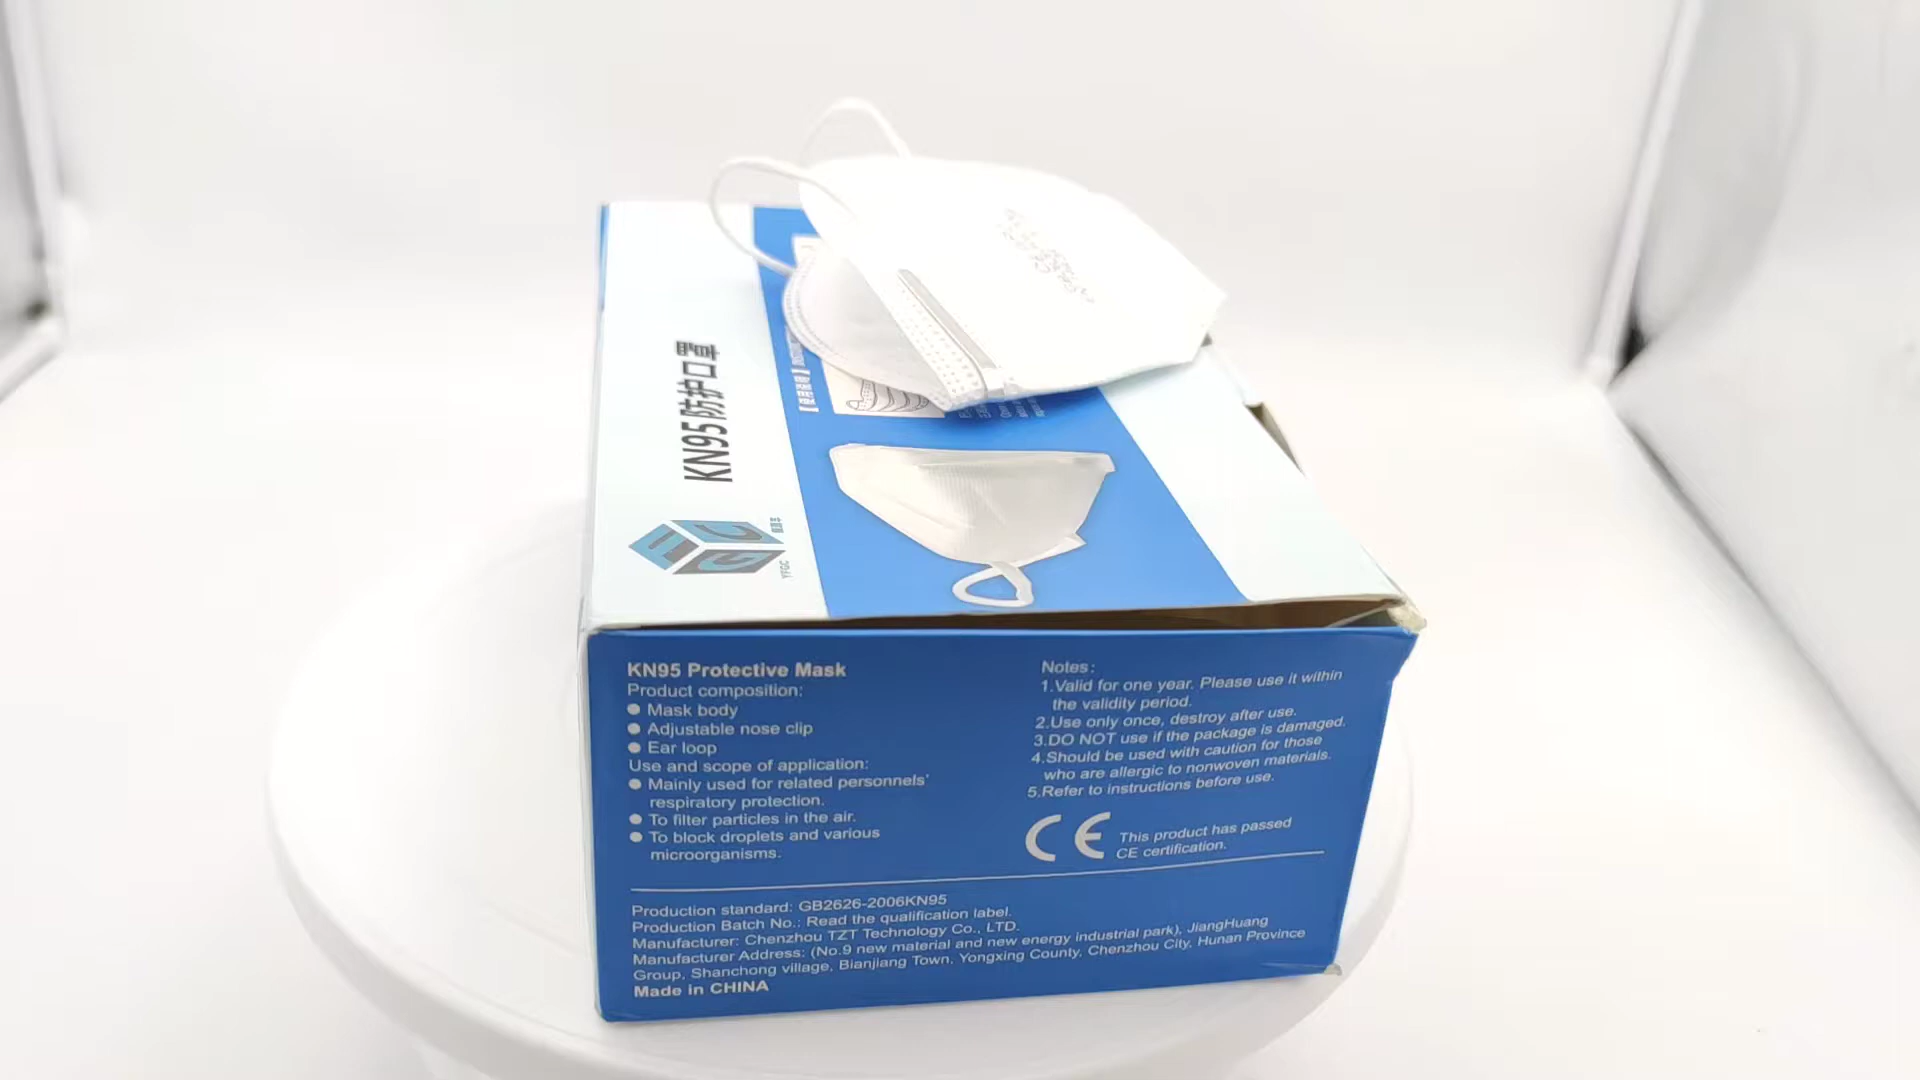 KN95防护口罩
YFGC
KN95 Protective Mask
Product composition:
● Mask body
● Adjustable nose clip
● Ear loop
Use and scope of application:
● Mainly used for related personnels'
respiratory protection.
● To filter particles in the air.
● To block droplets and various
microorganisms.
Notes:
1.Valid for one year. Please use it within
the validity period.
2.Use only once, destroy after use.
3.DO NOT use if the package is damaged.
4.Should be used with caution for those
who are allergic to nonwoven materials.
5.Refer to instructions before use.
CE
This product has passed
CE certification.
Production standard: GB2626-2006KN95
Production Batch No.: Read the qualification label.
Manufacturer: Chenzhou TZT Technology Co., LTD.
Manufacturer Address: (No.9 new material and new energy industrial park), JiangHuang
Group, Shanchong village, Bianjiang Town, Yongxing County, Chenzhou City, Hunan Province
Made in CHINA